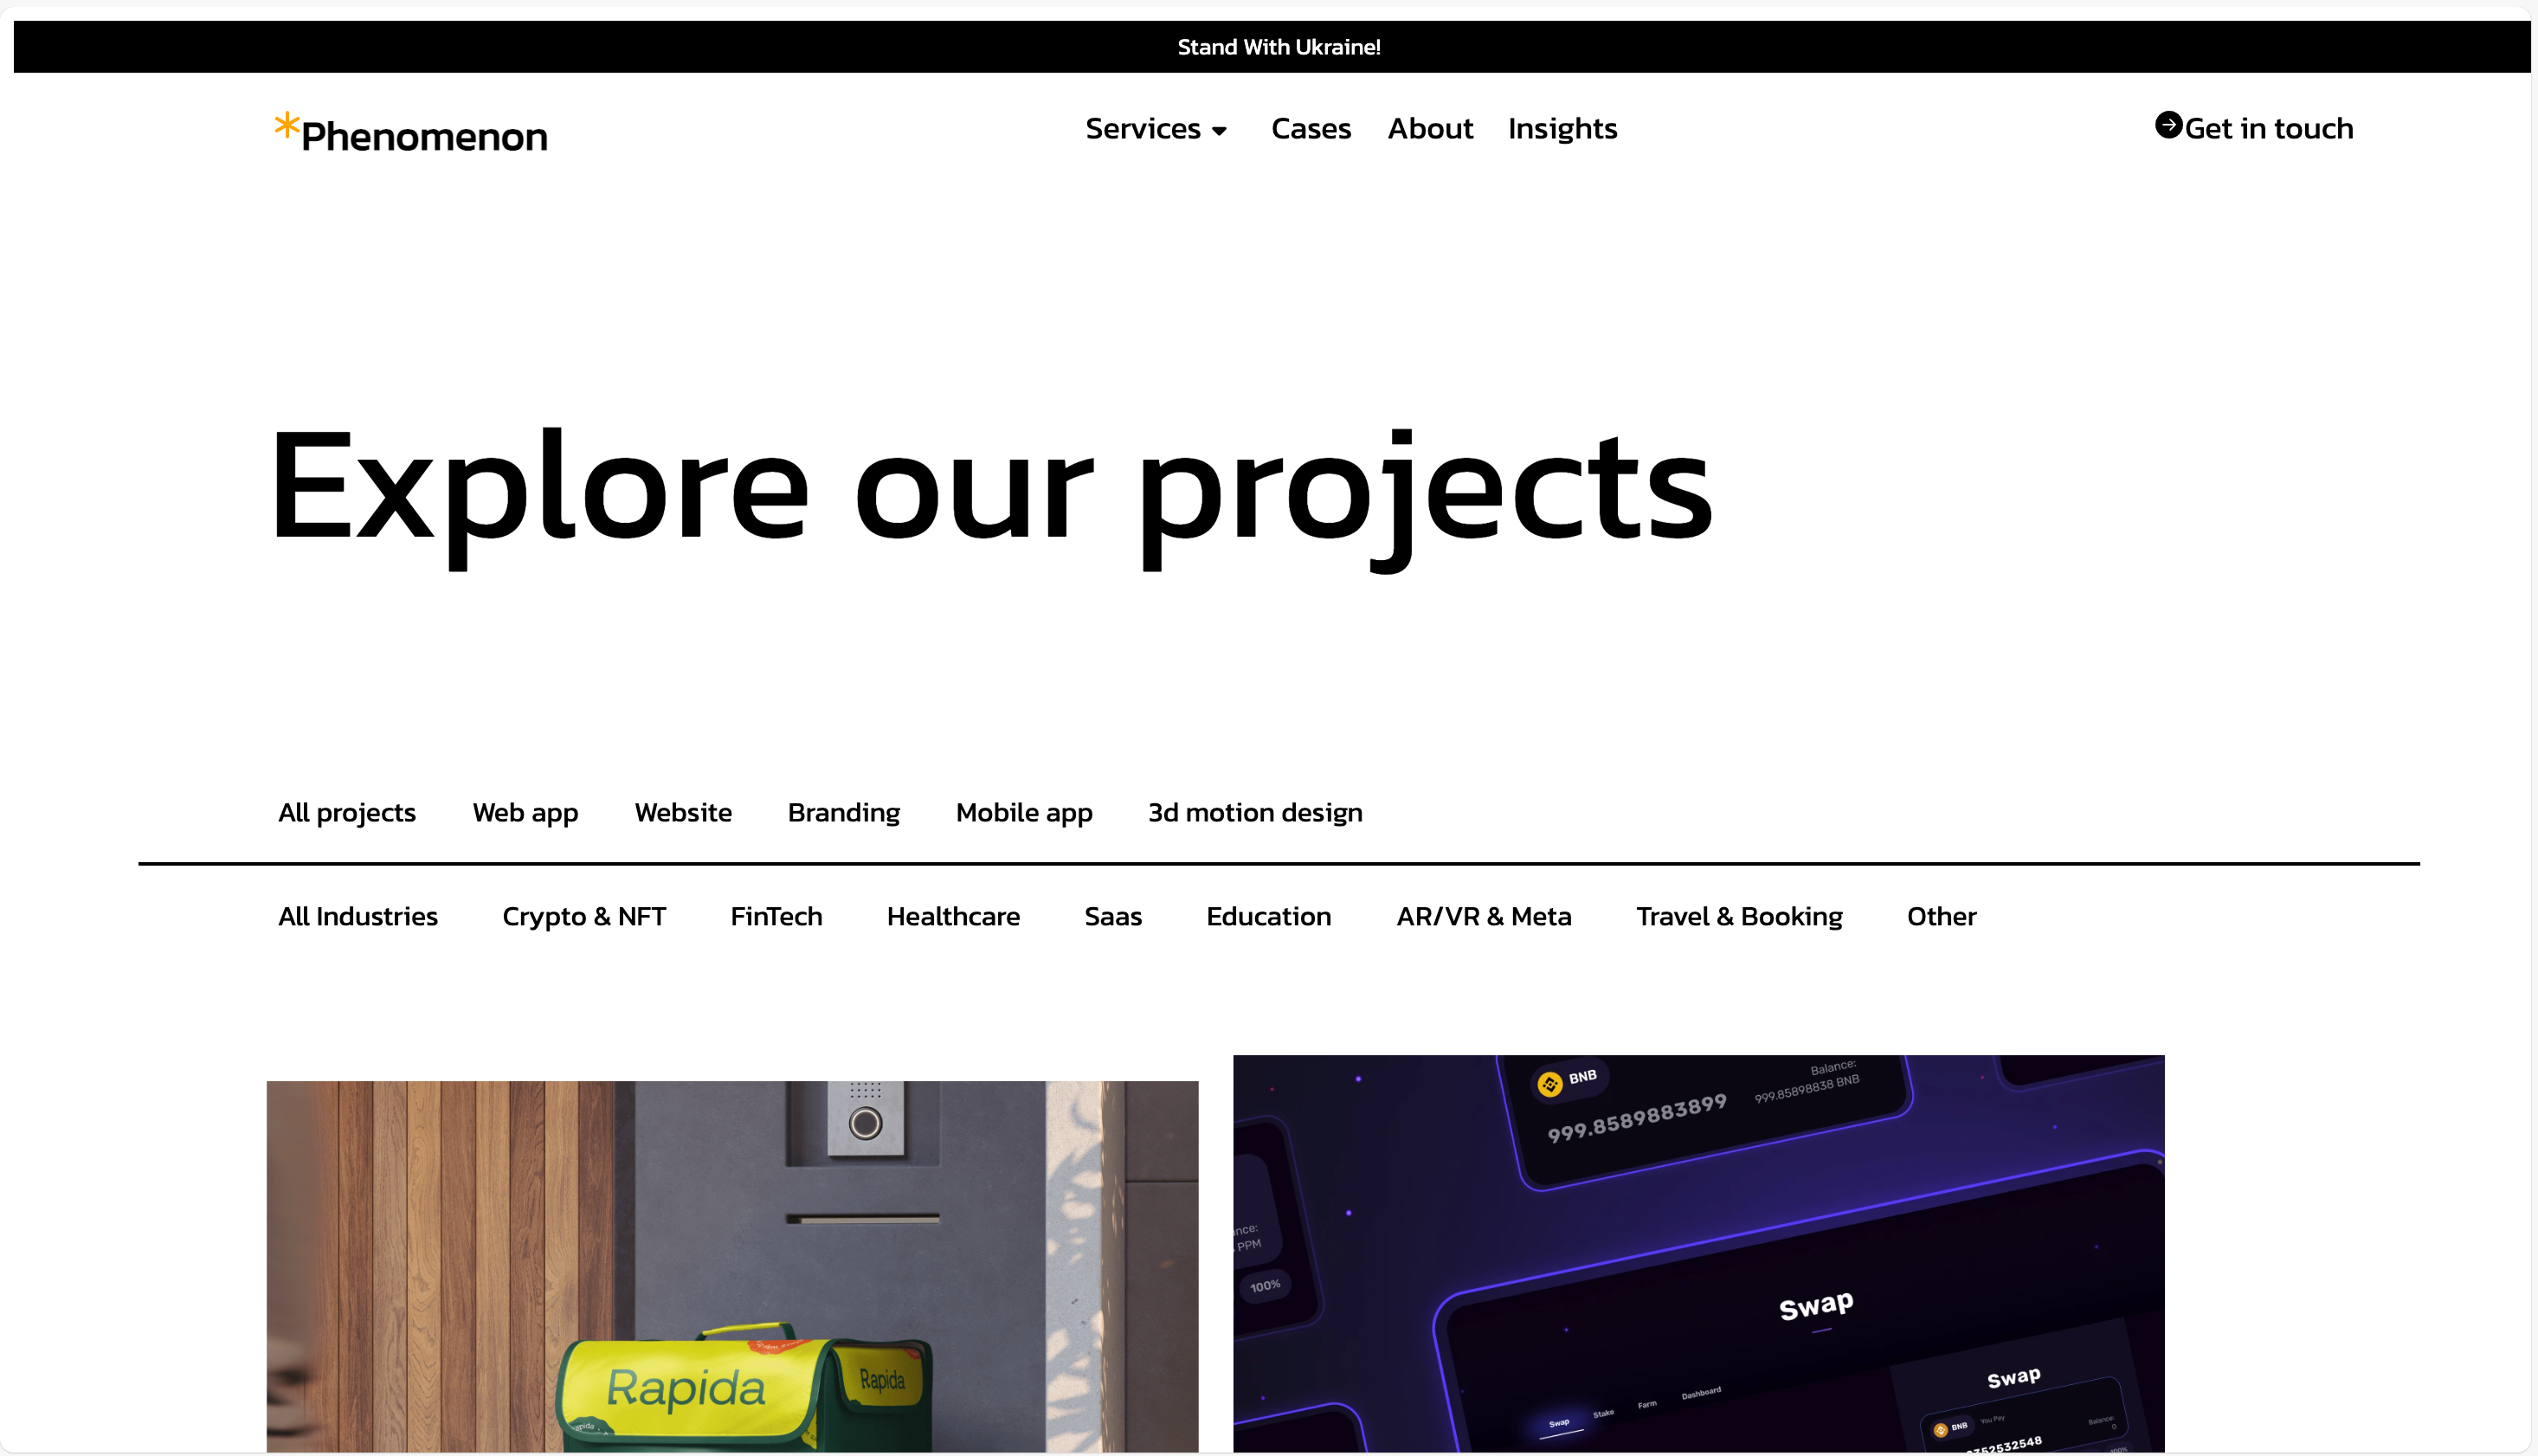 Stand With Ukraine!
*Phenomenon
Services
Cases
About
Insights
Get in touch
Explore our projects
All projects
Web app
Website
Branding
Mobile app
3d motion design
All Industries
Crypto & NFT
FinTech
Healthcare
Saas
Education
AR/VR & Meta
Travel & Booking
Other
Rapida
Rapida
BNB
Balance:
999.8589883899
999.85898838 BNB
PPM
100%
Swap
Swap
Stake
Farm
Dashboard
Swap
BNB
You Pay
Balance:
0
100%